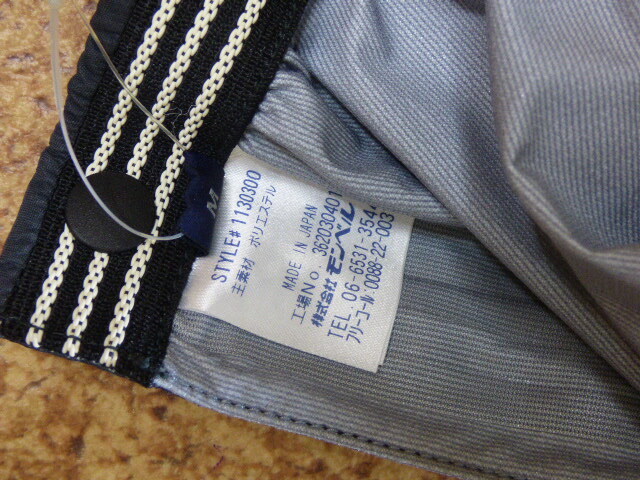 M
STYLE# 1130300
主素材 ポリエステル
MADE IN JAPAN
工場No. 362030401
株式会社 モンベル
TEL. 06-6531-354
フリーコール:0088-22-003